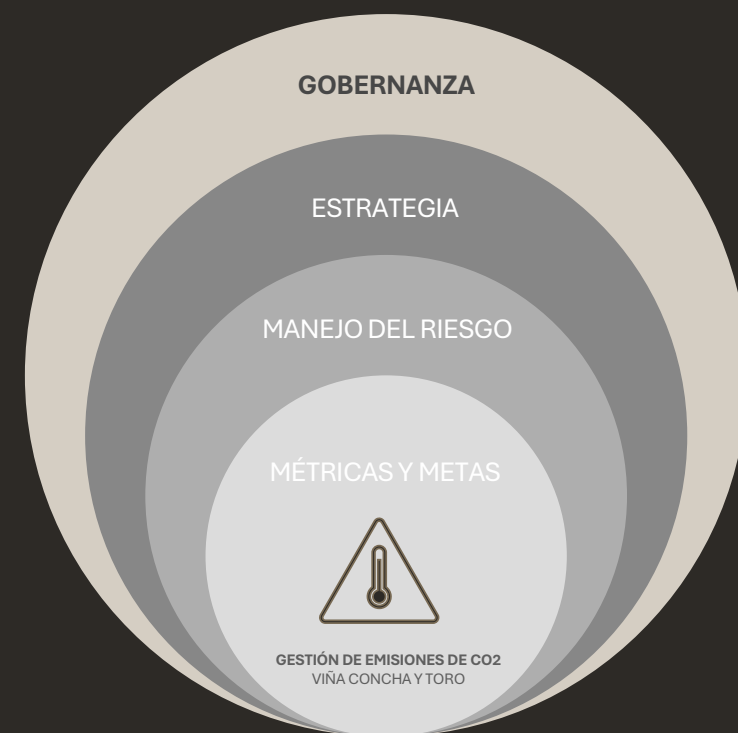 GOBERNANZA
ESTRATEGIA
MANEJO DEL RIESGO
MÉTRICAS Y METAS
GESTIÓN DE EMISIONES DE CO2
VIÑA CONCHA Y TORO